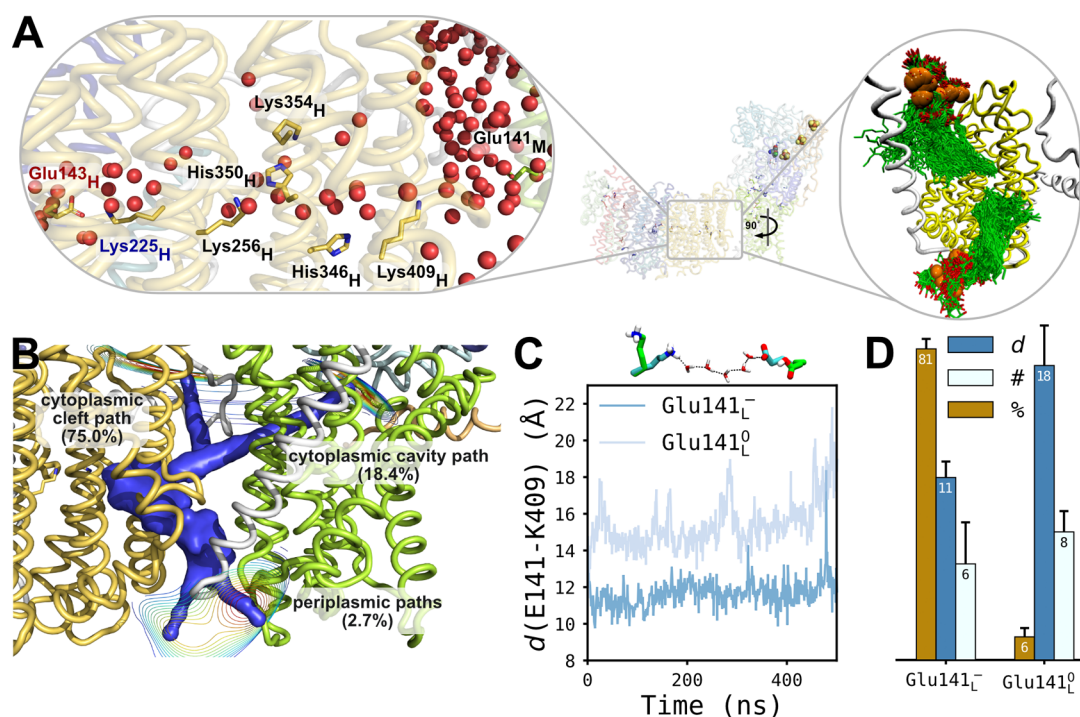 A
Lys354H
Glu141M
Glu143H
His350H
Lys225H
Lys256H
His346H
Lys409H
90°
B
cytoplasmic
cleft path
(75.0%)
cytoplasmic cavity path
(18.4%)
periplasmic paths
(2.7%)
C
d(E141-K409) (Å)
22
20
18
16
14
12
10
8
Glu141L−
Glu141L0
0
200
400
Time (ns)
D
d
#
%
81
11
6
6
18
8
Glu141L−
Glu141L0